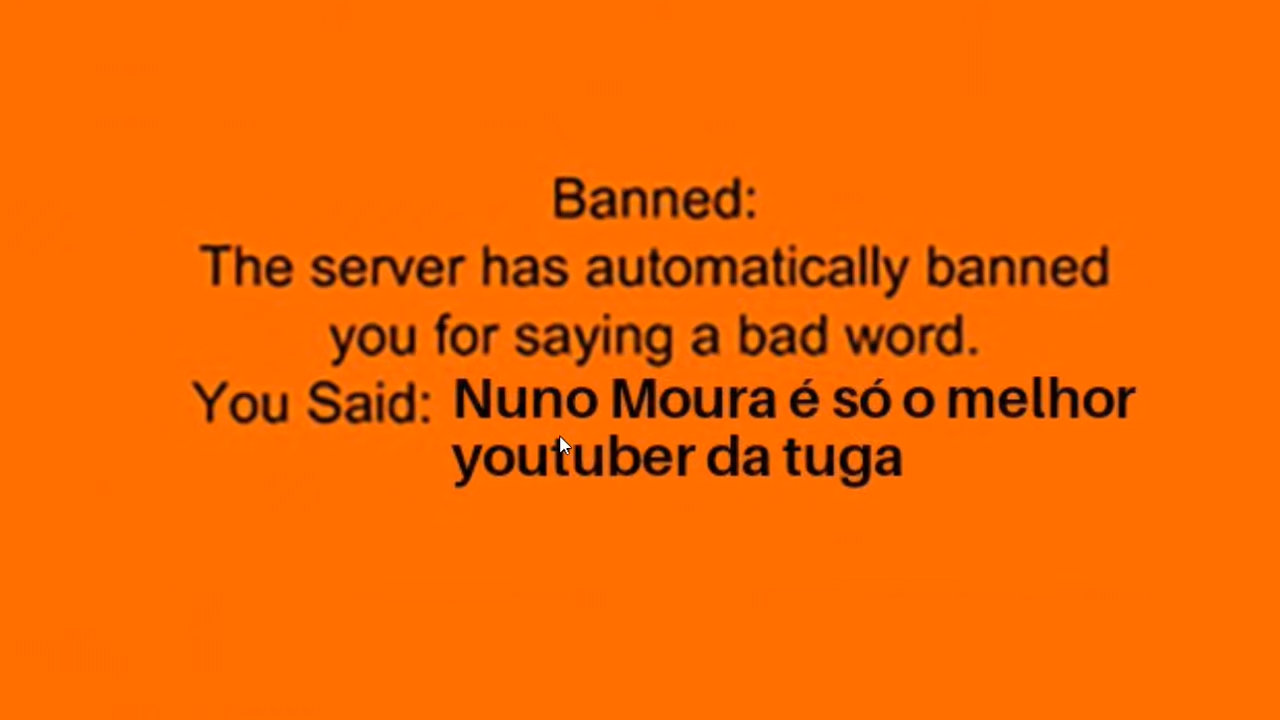 Banned:
The server has automatically banned
you for saying a bad word.
You Said: Nuno Moura é só o melhor
youtuber da tuga